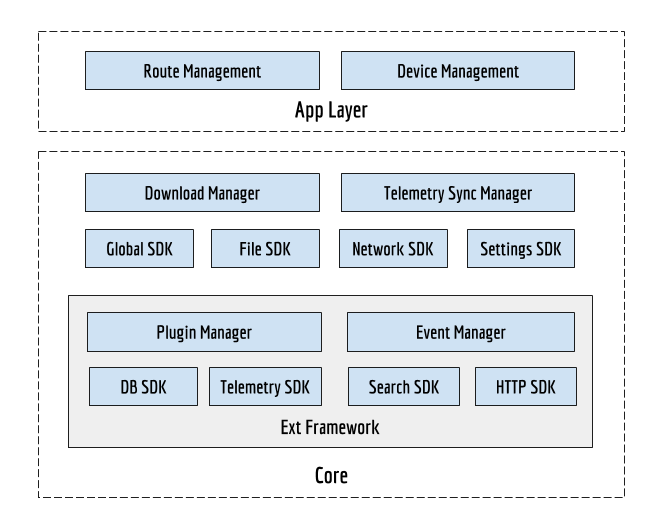 Route Management
Device Management
App Layer
Download Manager
Telemetry Sync Manager
Global SDK
File SDK
Network SDK
Settings SDK
Plugin Manager
Event Manager
DB SDK
Telemetry SDK
Search SDK
HTTP SDK
Ext Framework
Core